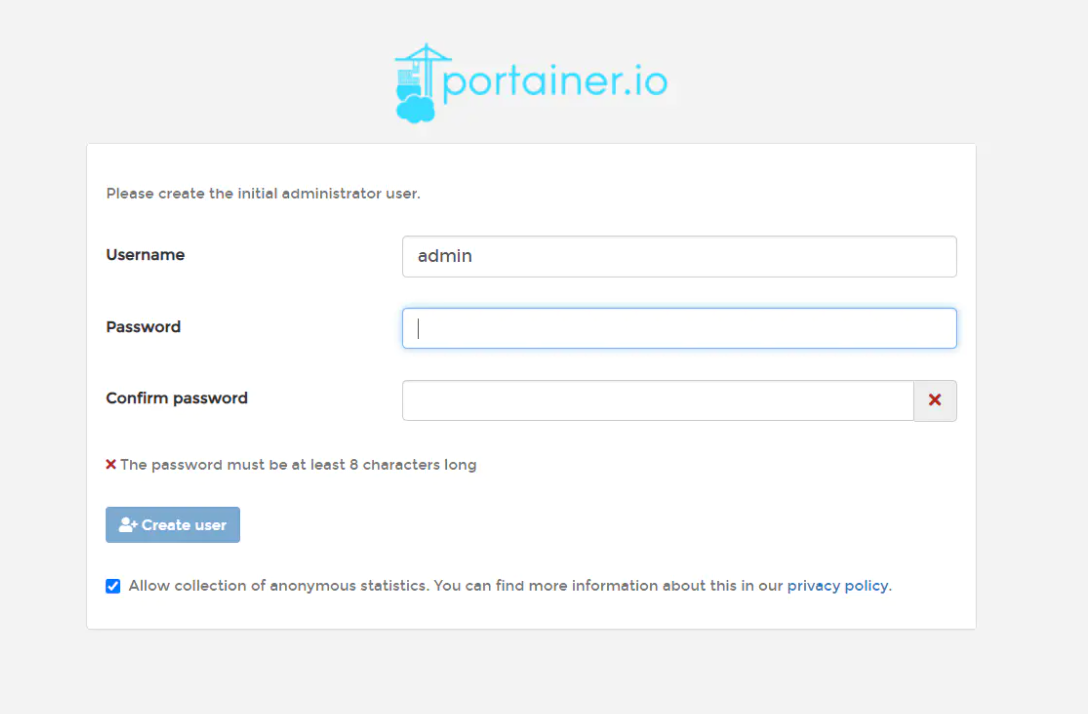 portainer.io
Please create the initial administrator user.
Username
admin
Password
Confirm password
The password must be at least 8 characters long
Create user
Allow collection of anonymous statistics. You can find more information about this in our privacy policy.